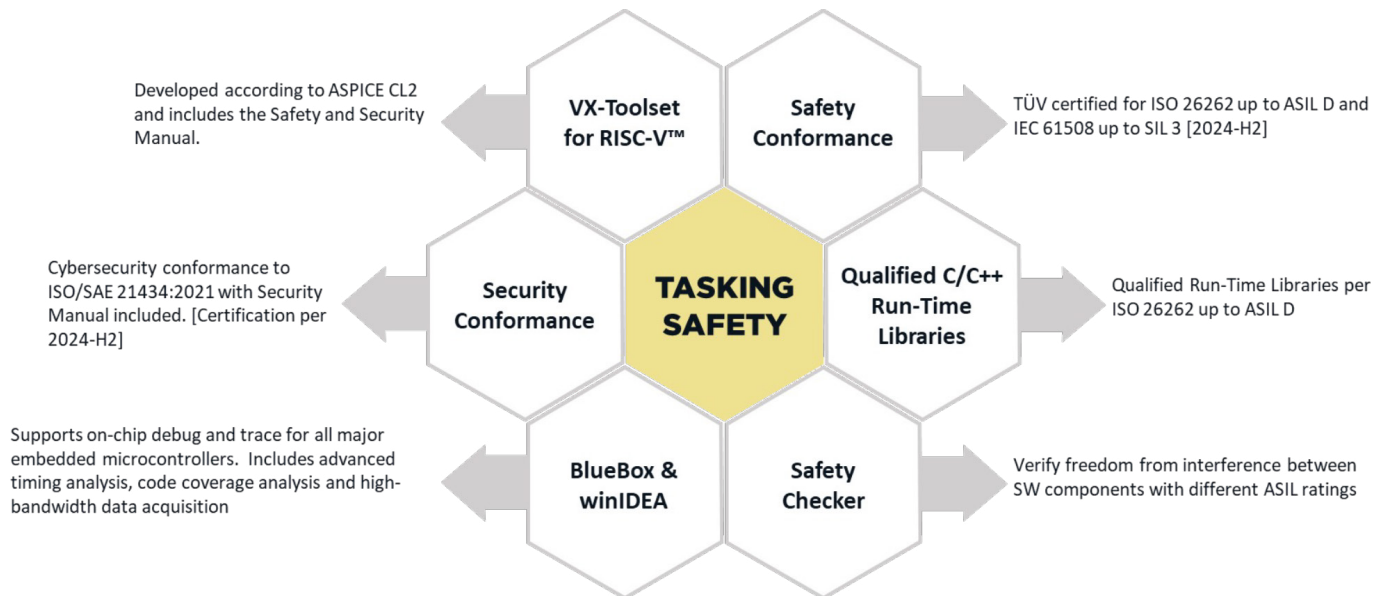 Developed according to ASPICE CL2
and includes the Safety and Security
Manual.
VX-Toolset
for RISC-V™
Safety
Conformance
TÜV certified for ISO 26262 up to ASIL D and
IEC 61508 up to SIL 3 [2024-H2]
Cybersecurity conformance to
ISO/SAE 21434:2021 with Security
Manual included. [Certification per
2024-H2]
Security
Conformance
TASKING
SAFETY
Qualified C/C++
Run-Time
Libraries
Qualified Run-Time Libraries per
ISO 26262 up to ASIL D
Supports on-chip debug and trace for all major
embedded microcontrollers.  Includes advanced
timing analysis, code coverage analysis and high-
bandwidth data acquisition
BlueBox &
winIDEA
Safety
Checker
Verify freedom from interference between
SW components with different ASIL ratings